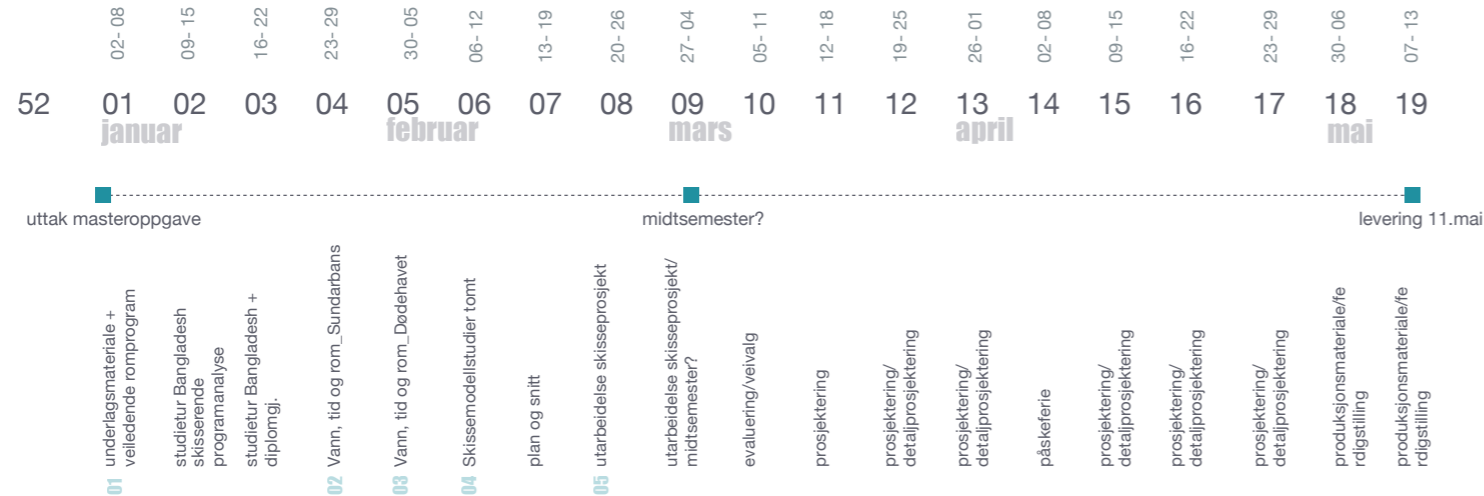 02- 08
09- 15
16- 22
23- 29
30- 05
06- 12
13- 19
20- 26
27- 04
05- 11
12- 18
19- 25
26- 01
02- 08
09- 15
16- 22
23- 29
30- 06
07- 13
52 01 02 03 04 05 06 07 08 09 10 11 12 13 14 15 16 17 18 19
januar februar mars april mai
uttak masteroppgave midtsemester? levering 11.mai
01
underlagsmateriale +
veiledende romprogram
studietur Bangladesh
skisserende
programanalyse
studietur Bangladesh +
diplomgj.
02 Vann, tid og rom_Sundarbans
03 Vann, tid og rom_Dødehavet
04 Skissemodellstudier tomt
plan og snitt
05 utarbeidelse skisseprosjekt
utarbeidelse skisseprosjekt/
midtsemester?
evaluering/veivalg
prosjektering
prosjektering/
detaljprosjektering
prosjektering/
detaljprosjektering
påskeferie
prosjektering/
detaljprosjektering
prosjektering/
detaljprosjektering
prosjektering/
detaljprosjektering
produksjonsmateriale/fe
rdigstilling
produksjonsmateriale/fe
rdigstilling